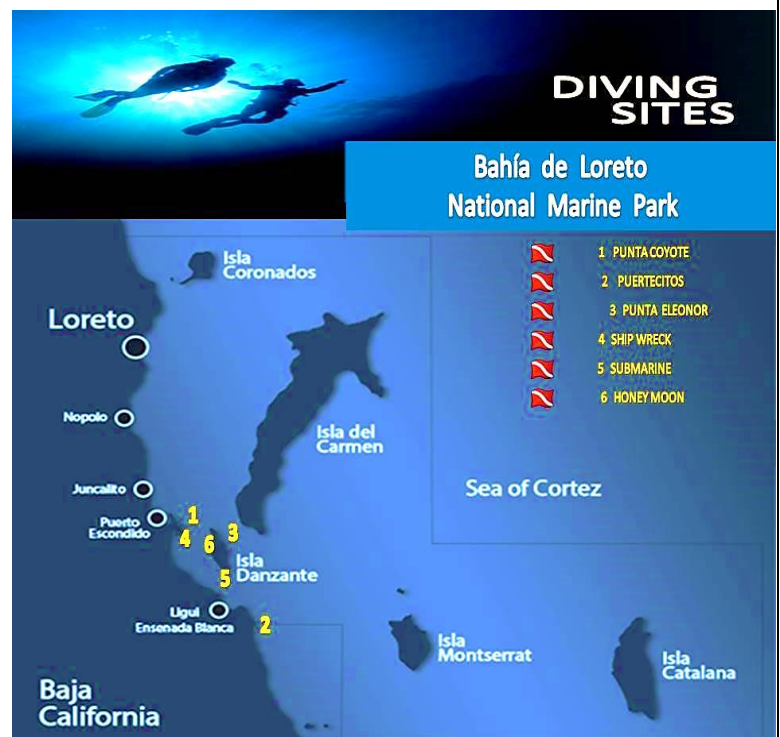 DIVING
SITES
Bahía de Loreto
National Marine Park
1 PUNTA COYOTE
2 PUERTECITOS
3 PUNTA ELEONOR
4 SHIP WRECK
5 SUBMARINE
6 HONEY MOON
Isla
Coronados
Loreto
Nopolo
Isla del
Carmen
Juncalito
Sea of Cortez
Puerto
Escondido
1
4
6
3
Isla
Danzante
5
Ligui
Ensenada Blanca
2
Isla
Montserrat
Isla
Catalana
Baja
California